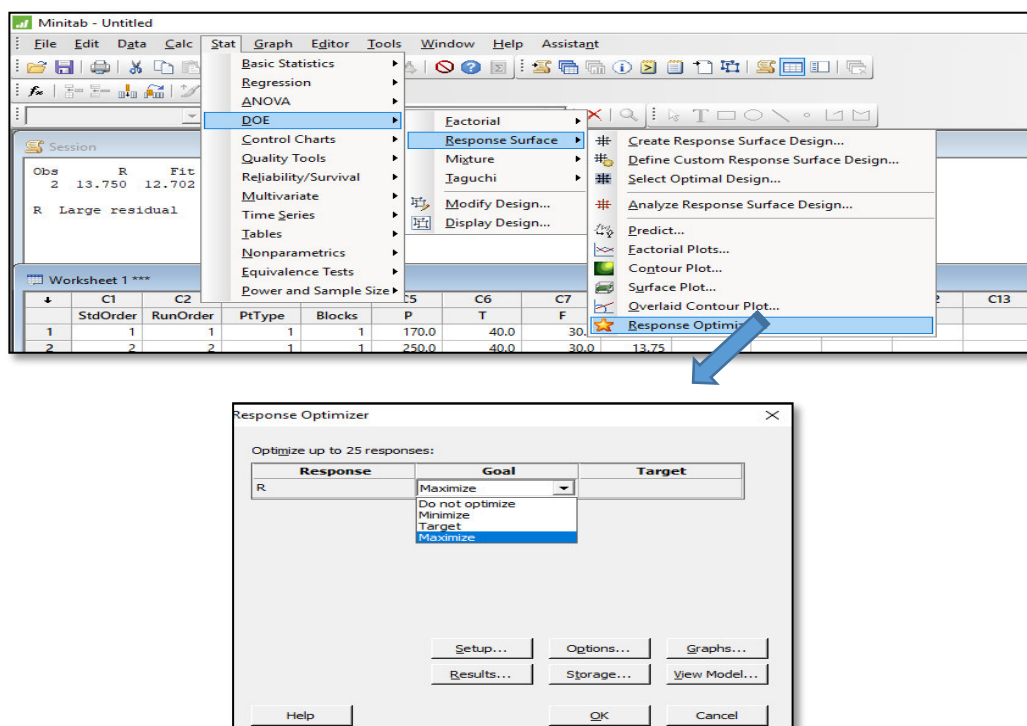 Minitab - Untitled
File Edit Data Calc Stat Graph Editor Tools Window Help Assistant
Basic Statistics
Regression
ANOVA
DOE
Control Charts
Quality Tools
Reliability/Survival
Multivariate
Time Series
Tables
Nonparametrics
Equivalence Tests
Power and Sample Size
Factorial
Response Surface
Mixture
Taguchi
Modify Design...
Display Design...
Create Response Surface Design...
Define Custom Response Surface Design...
Select Optimal Design...
Analyze Response Surface Design...
Predict...
Factorial Plots...
Contour Plot...
Surface Plot...
Overlaid Contour Plot...
Response
Session
Obs R Fit
2 13.750 12.702
R Large residual
Worksheet 1 ***
C1 C2 C6 C7 C13
StdOrder RunOrder PtType Blocks P T F
1 1 1 1 1 170.0 40.0
2 2 2 1 1 250.0 40.0 30.0 13.75
Response Optimizer
Optimize up to 25 responses:
Response Goal Target
R Maximize
Do not optimize
Minimize
Target
Maximize
Setup... Options... Graphs...
Results... Storage... View Model...
Help OK Cancel